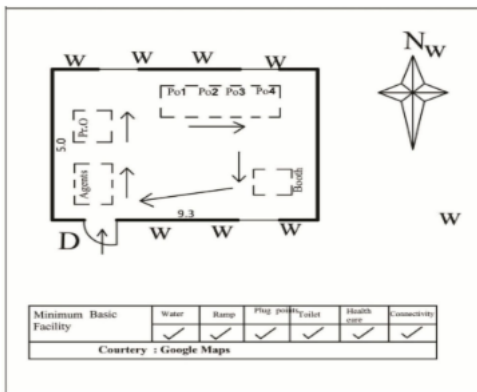 W W W W
N W
Po1 Po2 Po3 Po4
Pr.O
5.0
Agents
Booth
9.3
D
W W W
W
Minimum Basic Facility Water Ramp Plug points Toilet Health care Connectivity
Courtery : Google Maps